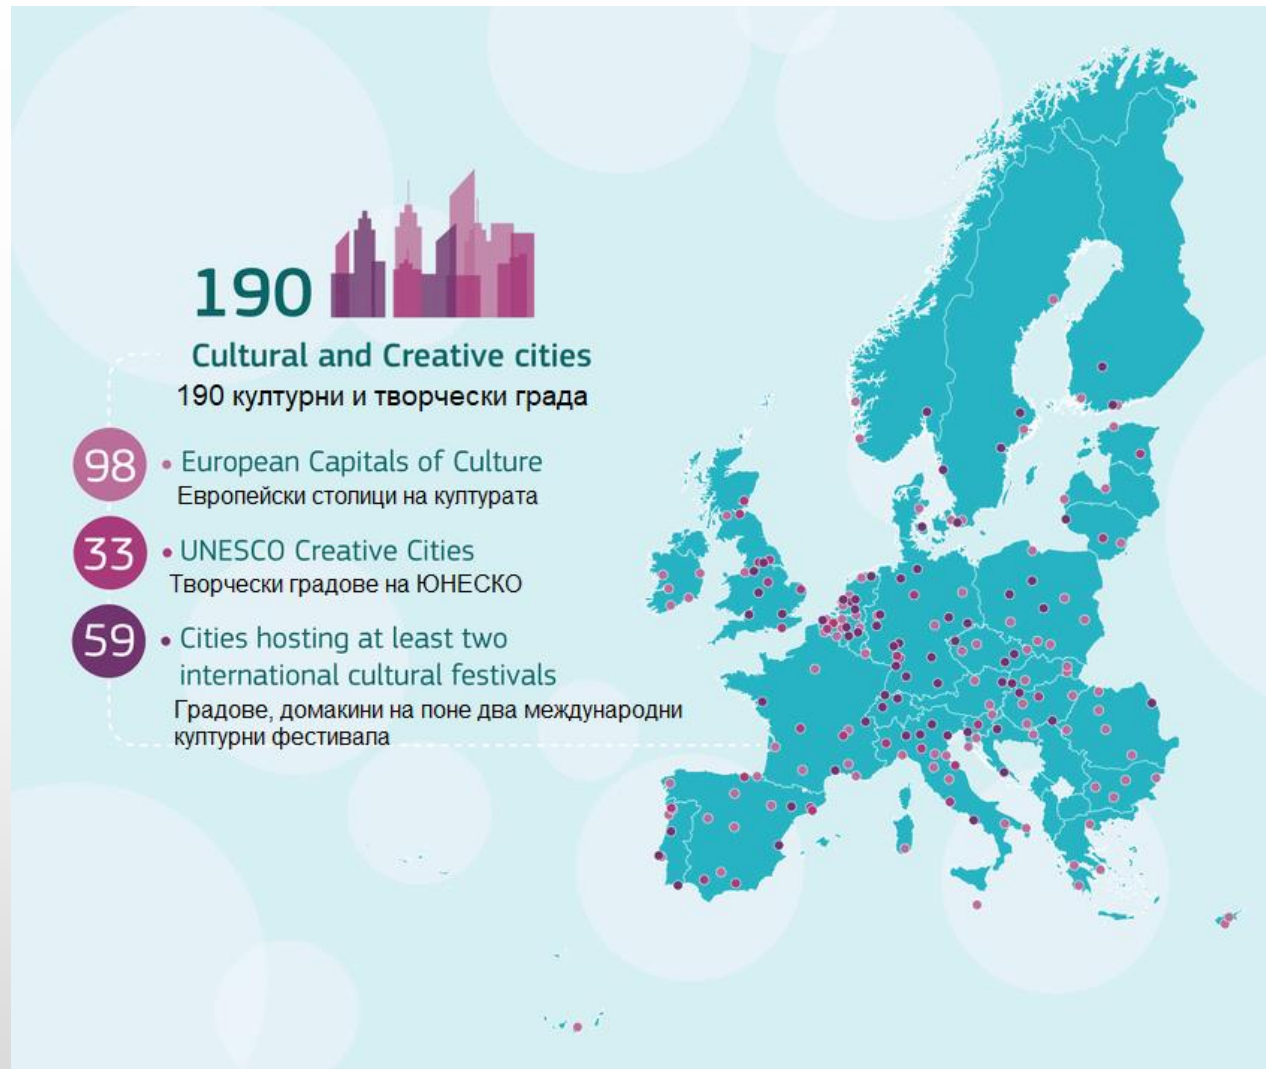 190
Cultural and Creative cities
190 културни и творчески града
98
• European Capitals of Culture
Европейски столици на културата
33
• UNESCO Creative Cities
Творчески градове на ЮНЕСКО
59
• Cities hosting at least two
international cultural festivals
Градове, домакини на поне два международни
културни фестивала